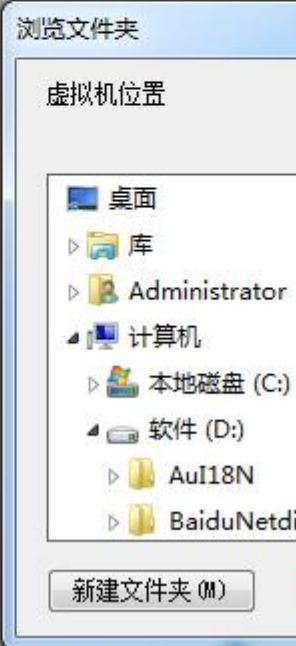 浏览文件夹
虚拟机位置
桌面
库
Administrator
计算机
本地磁盘 (C:)
软件 (D:)
AuI18N
BaiduNetdi
新建文件夹(M)